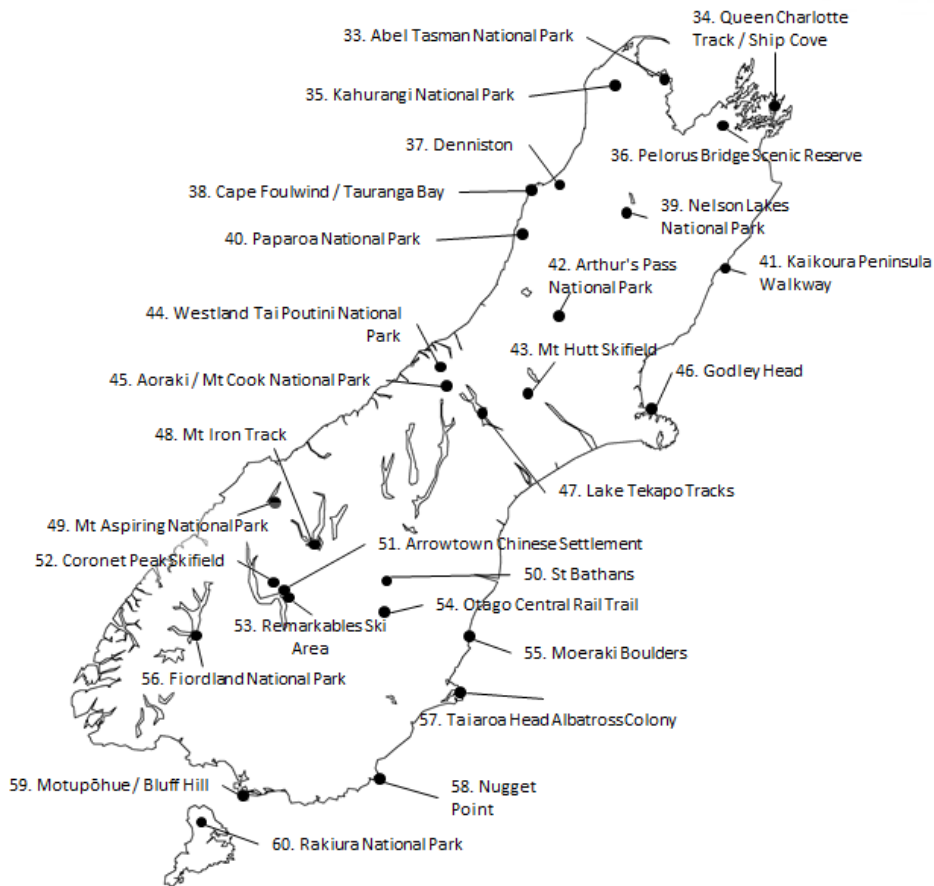 33. Abel Tasman National Park
34. Queen Charlotte
Track / Ship Cove
35. Kahurangi National Park
36. Pelorus Bridge Scenic Reserve
37. Denniston
38. Cape Foulwind / Tauranga Bay
39. Nelson Lakes
National Park
40. Paparoa National Park
41. Kaikoura Peninsula
Walkway
42. Arthur's Pass
National Park
43. Mt Hutt Skifield
44. Westland Tai Poutini National
Park
45. Aoraki / Mt Cook National Park
46. Godley Head
47. Lake Tekapo Tracks
48. Mt Iron Track
49. Mt Aspiring National Park
50. St Bathans
51. Arrowtown Chinese Settlement
52. Coronet Peak Skifield
53. Remarkables Ski
Area
54. Otago Central Rail Trail
55. Moeraki Boulders
56. Fiordland National Park
57. Taiaroa Head Albatross Colony
58. Nugget
Point
59. Motupōhue / Bluff Hill
60. Rakiura National Park